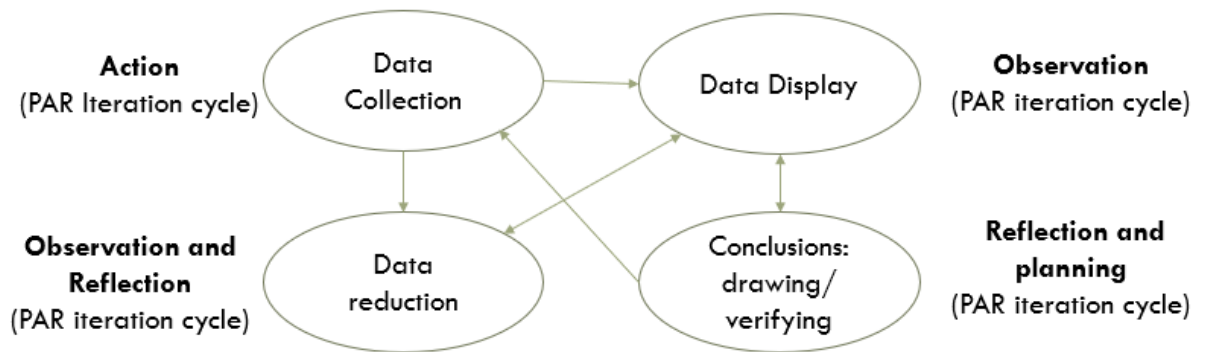 Action
(PAR Iteration cycle)
Data
Collection
Data Display
Observation
(PAR iteration cycle)
Observation and
Reflection
(PAR iteration cycle)
Data
reduction
Conclusions:
drawing/
verifying
Reflection and
planning
(PAR iteration cycle)